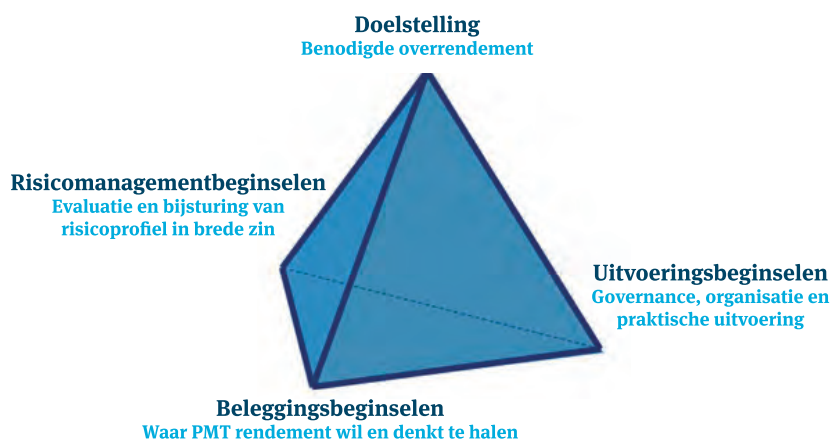 Doelstelling
Benodigde overrendement
Risicomanagementbeginselen
Evaluatie en bijsturing van
risicoprofiel in brede zin
Uitvoeringsbeginselen
Governance, organisatie en
praktische uitvoering
Beleggingsbeginselen
Waar PMT rendement wil en denkt te halen